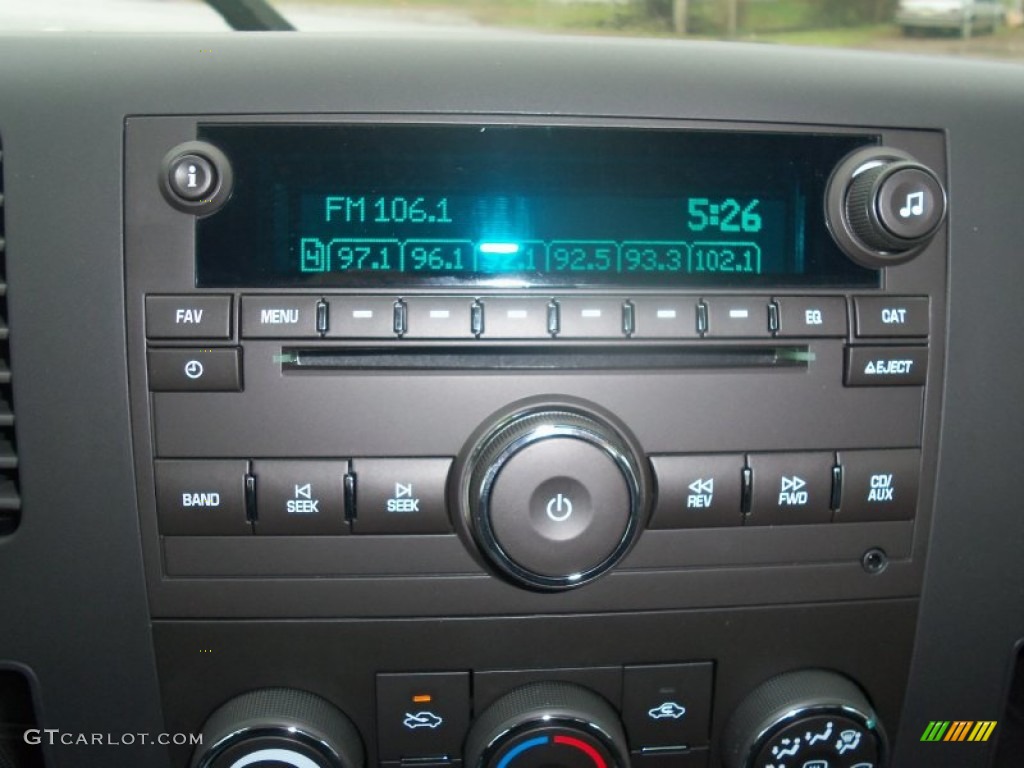 i
FM 106.1 5:26
4 97.1 96.1 92.5 93.3 102.1
FAV MENU EQ CAT
EJECT
BAND SEEK SEEK REV FWD CD/
AUX
GTCARLOT.COM